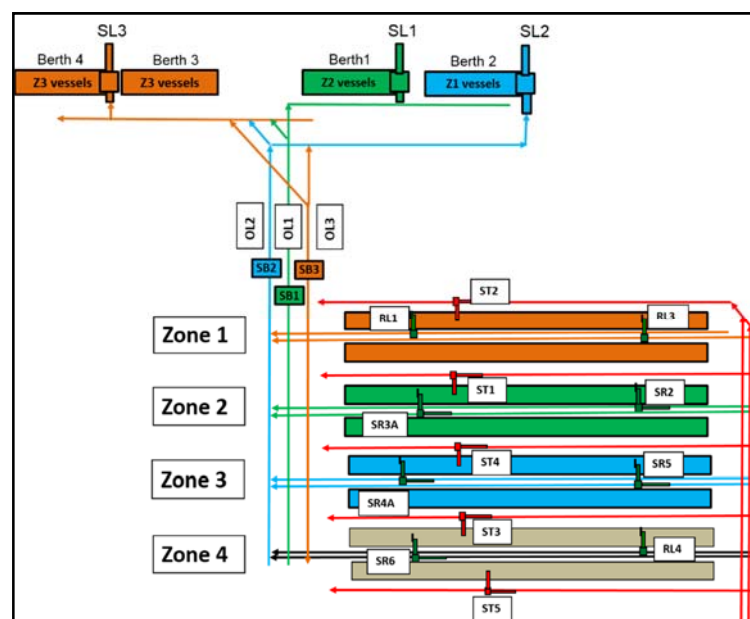 SL3
SL1
SL2
Berth 4
Berth 3
Berth1
Berth 2
Z3 vessels
Z3 vessels
Z2 vessels
Z1 vessels
OL2
OL1
OL3
SB2
SB3
SB1
ST2
RL1
RL3
Zone 1
ST1
SR2
Zone 2
SR3A
ST4
SR5
Zone 3
SR4A
ST3
Zone 4
SR6
RL4
ST5